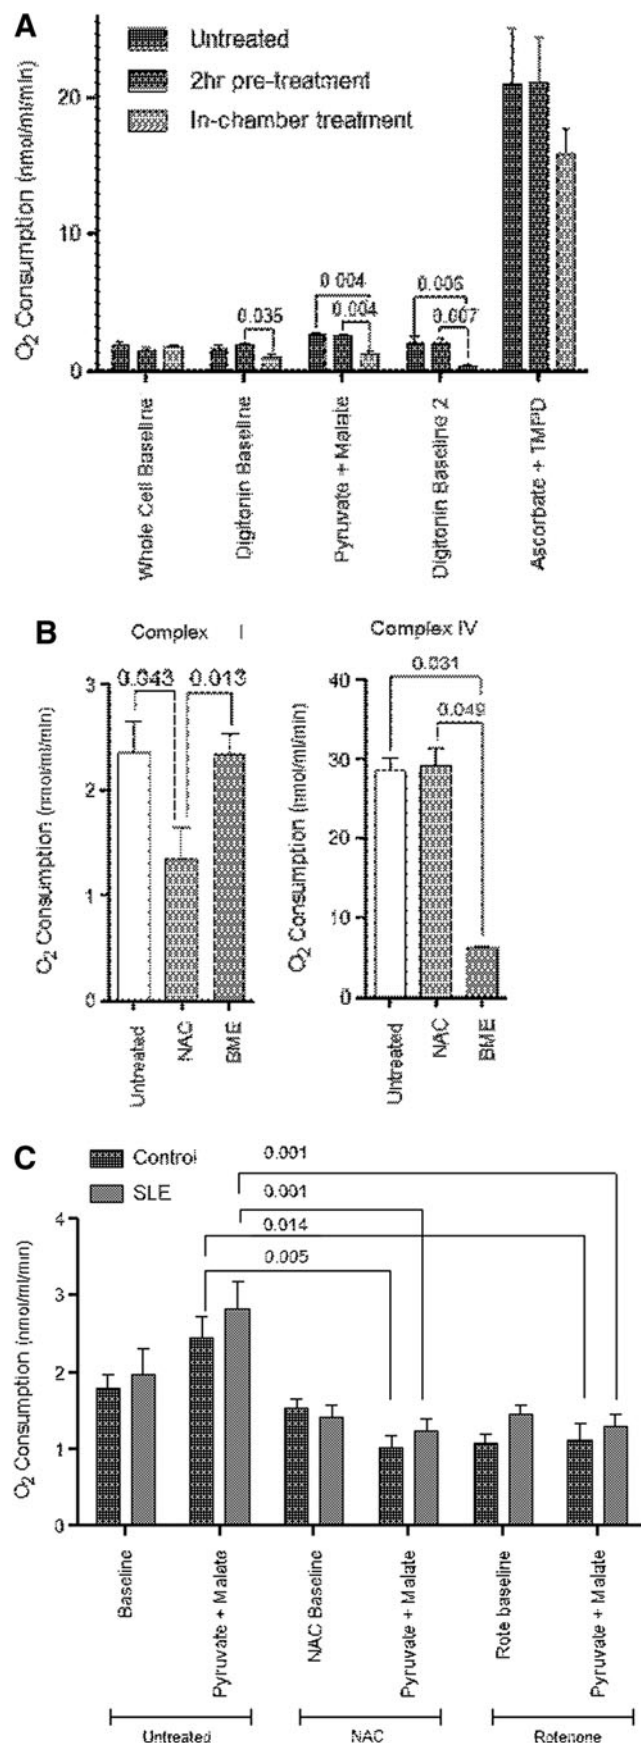 A
Untreated
2hr pre-treatment
In-chamber treatment
O2 Consumption (nmol/ml/min)
20
10
0
0.035
0.004
0.004
0.006
0.007
Whole Cell Baseline
Digitonin Baseline
Pyruvate + Malate
Digitonin Baseline 2
Ascorbate + TMPD
B
Complex I
O2 Consumption (nmol/ml/min)
3
2
1
0
0.043
0.013
Untreated
NAC
BME
Complex IV
O2 Consumption (nmol/ml/min)
40
30
20
10
0
0.031
0.049
Untreated
NAC
BME
C
Control
SLE
0.001
0.001
0.014
0.005
O2 Consumption (nmol/ml/min)
4
3
2
1
0
Baseline
Pyruvate + Malate
NAC Baseline
Pyruvate + Malate
Rote baseline
Pyruvate + Malate
Untreated
NAC
Rotenone